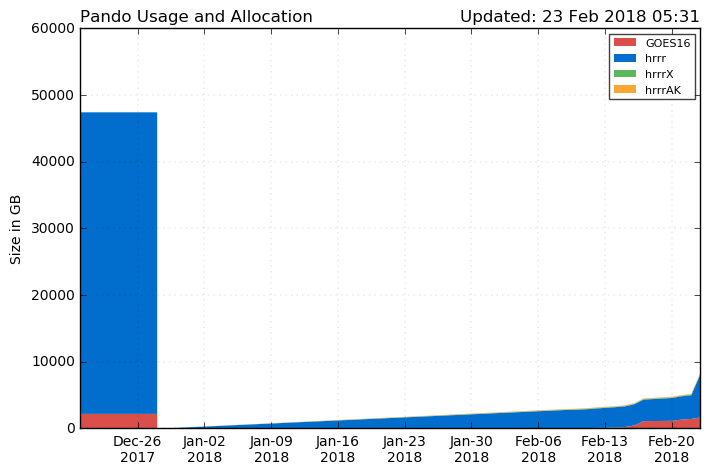 Pando Usage and Allocation Updated: 23 Feb 2018 05:31
60000
50000
40000
30000
20000
10000
0
Size in GB
GOES16
hrrr
hrrrX
hrrrAK
Dec-26 Jan-02 Jan-09 Jan-16 Jan-23 Jan-30 Feb-06 Feb-13 Feb-20
2017 2018 2018 2018 2018 2018 2018 2018 2018